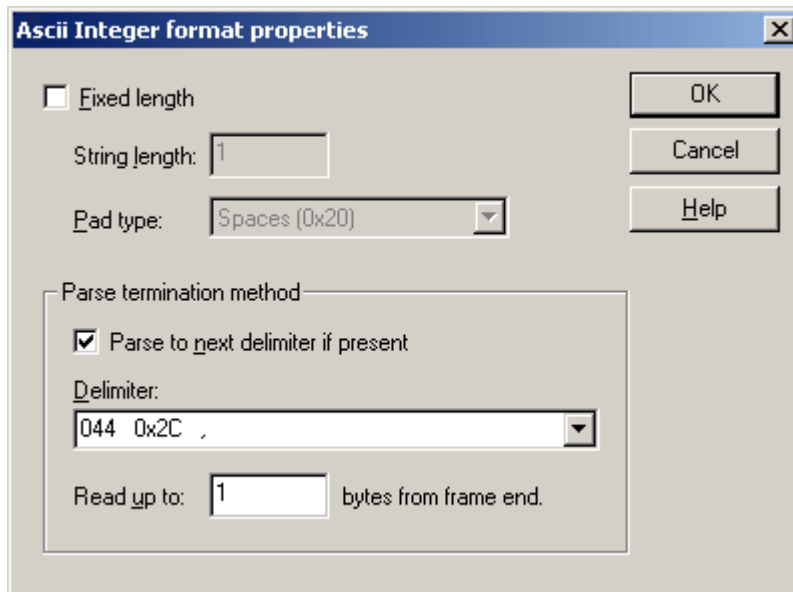 Ascii Integer format properties
Fixed length
OK
String length: 1
Cancel
Pad type: Spaces (0x20)
Help
Parse termination method
Parse to next delimiter if present
Delimiter:
044 0x2C ,
Read up to: 1 bytes from frame end.